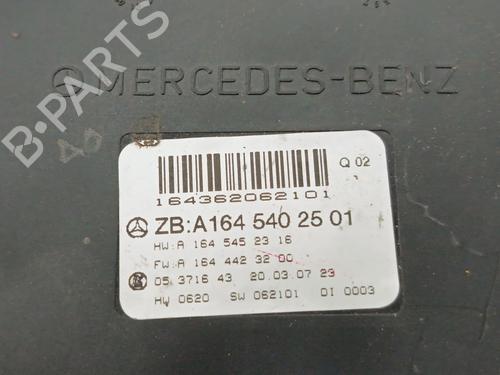 MERCEDES-BENZ
B-PARTS
Q 02
164362062101
ZB:A164 540 25 01
HW:A 164 545 23 16
FW:A 164 442 32 00
05.3716 43 20.03.07 23
HW 0620 SW 062101 DI 0003